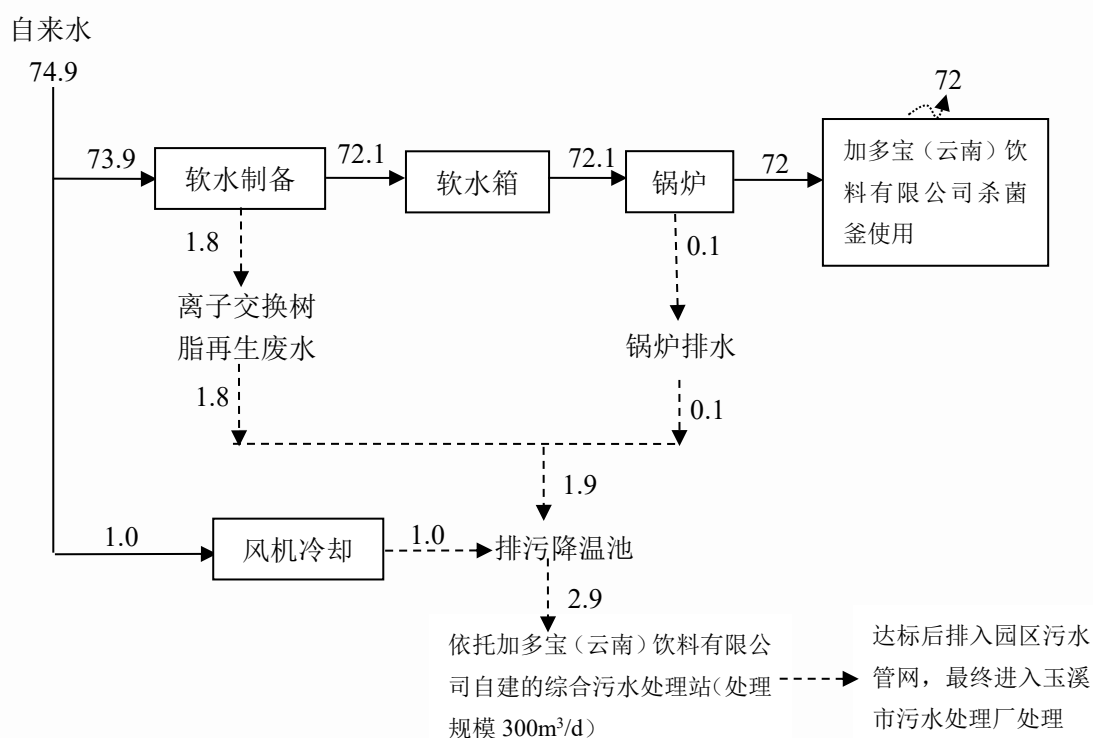 自来水
74.9
72
73.9
软水制备
72.1
软水箱
72.1
锅炉
72
加多宝（云南）饮
料有限公司杀菌
釜使用
1.8
0.1
离子交换树
脂再生废水
锅炉排水
1.8
0.1
1.9
1.0
风机冷却
1.0
排污降温池
2.9
依托加多宝（云南）饮料有限公
司自建的综合污水处理站（处理
规模 300m³/d）
达标后排入园区污水
管网，最终进入玉溪
市污水处理厂处理